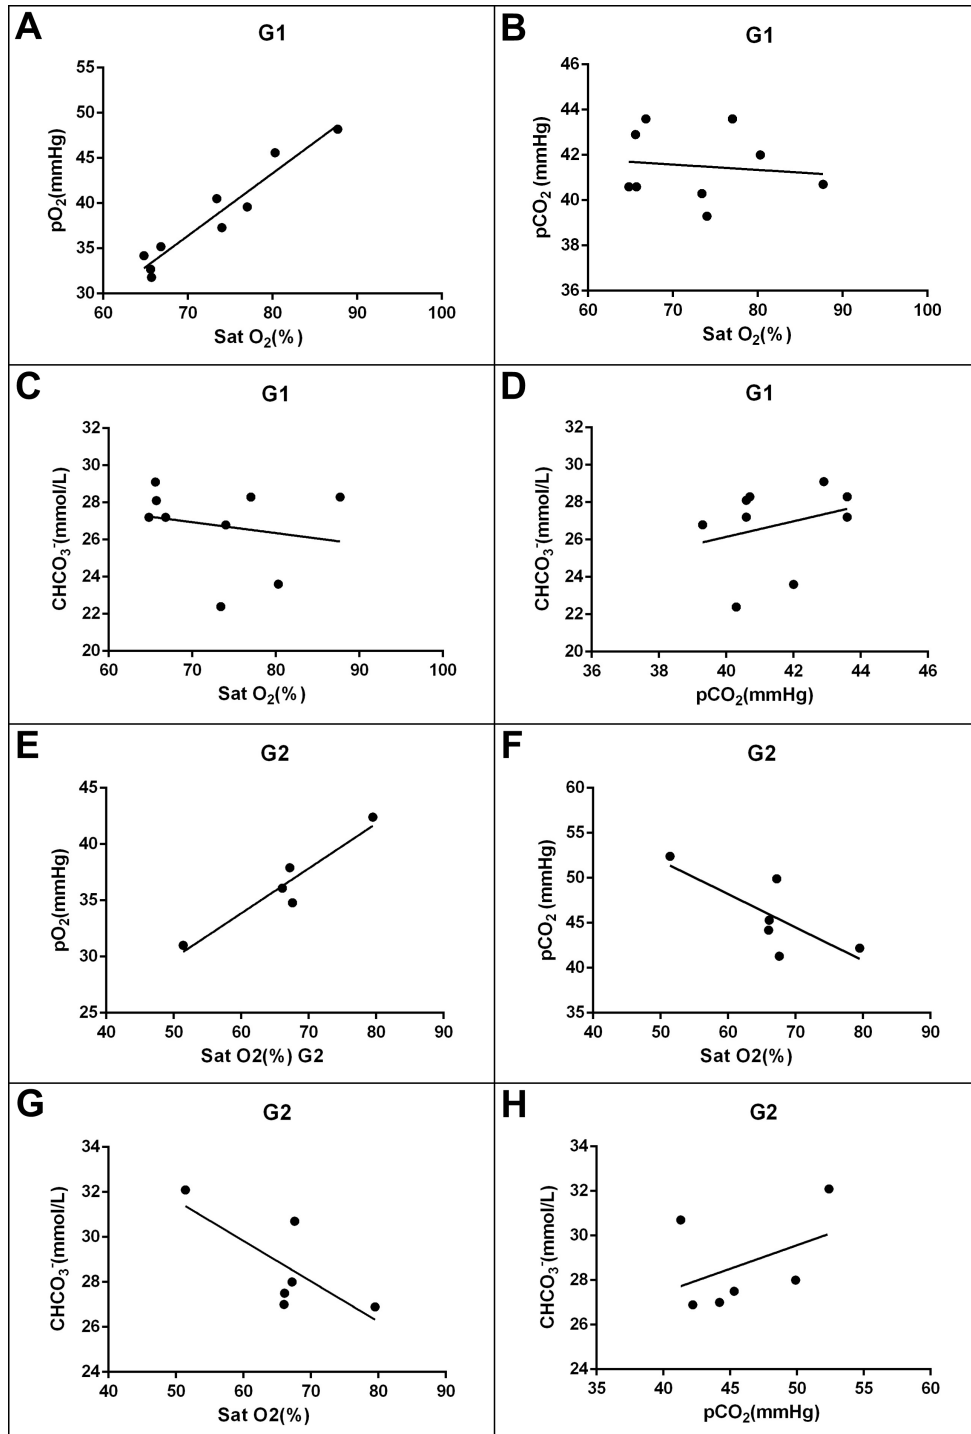 A
G1
pO₂(mmHg)
55
50
45
40
35
30
60 70 80 90 100
Sat O₂(%)
B
G1
pCO₂ (mmHg)
46
44
42
40
38
36
60 70 80 90 100
Sat O₂(%)
C
G1
CHCO₃⁻(mmol/L)
32
30
28
26
24
22
20
60 70 80 90 100
Sat O₂(%)
D
G1
CHCO₃⁻(mmol/L)
32
30
28
26
24
22
20
36 38 40 42 44 46
pCO₂(mmHg)
E
G2
pO₂(mmHg)
45
40
35
30
25
40 50 60 70 80 90
Sat O2(%) G2
F
G2
pCO₂ (mmHg)
60
55
50
45
40
35
40 50 60 70 80 90
Sat O2(%)
G
G2
CHCO₃⁻(mmol/L)
34
32
30
28
26
24
40 50 60 70 80 90
Sat O2(%)
H
G2
CHCO₃⁻(mmol/L)
34
32
30
28
26
24
35 40 45 50 55 60
pCO₂(mmHg)